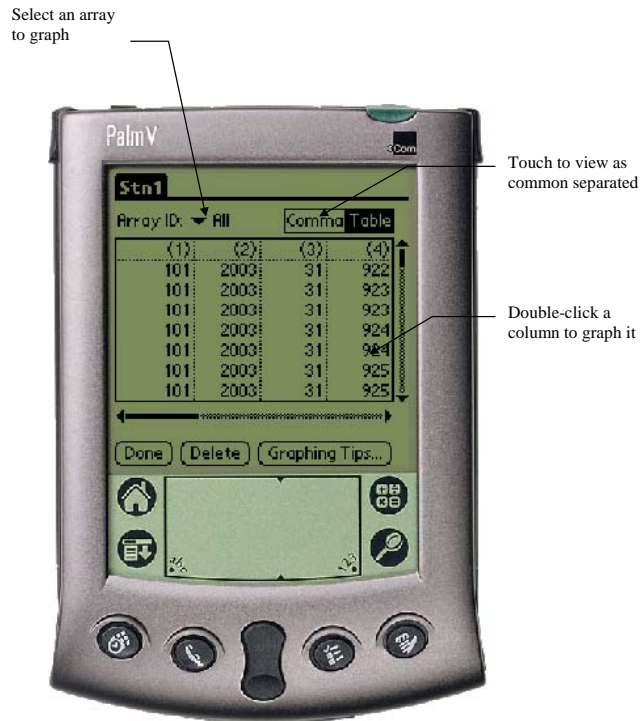 Select an array
to graph
PalmV
3Com
Touch to view as
common separated
Stn1
Array ID: All Comma Table
(1) (2) (3) (4)
101 2003 31 922
101 2003 31 923
101 2003 31 923
101 2003 31 924
101 2003 31 924
101 2003 31 925
101 2003 31 925
Double-click a
column to graph it
Done Delete Graphing Tips...
abc 123